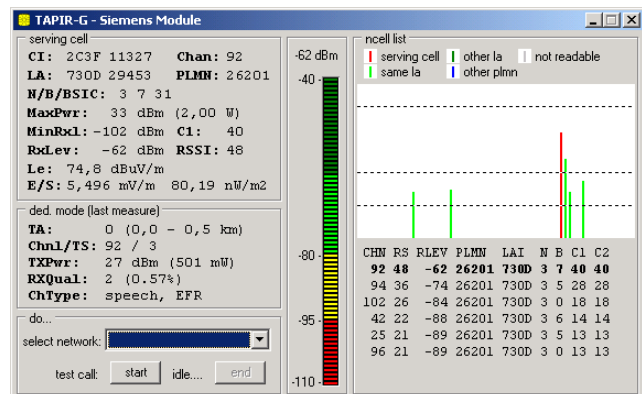 TAPIR-G - Siemens Module
serving cell
CI: 2C3F 11327 Chan: 92
LA: 730D 29453 PLMN: 26201
N/B/BSIC: 3 7 31
MaxPwr: 33 dBm (2,00 W)
MinRxl: -102 dBm C1: 40
RxLev: -62 dBm RSSI: 48
Le: 74,8 dBuV/m
E/S: 5,496 mV/m 80,19 nW/m2
ded. mode (last measure)
TA: 0 (0,0 - 0,5 km)
Chnl/TS: 92 / 3
TXPwr: 27 dBm (501 mW)
RXQual: 2 (0.57%)
ChType: speech, EFR
do...
select network:
test call: start idle.... end
-62 dBm
-40 -
-80 -
-95 -
-110 -
ncell list
serving cell other la not readable
same la other plmn
CHN RS RLEV PLMN LAI N B C1 C2
92 48 -62 26201 730D 3 7 40 40
94 36 -74 26201 730D 3 5 28 28
102 26 -84 26201 730D 3 0 18 18
42 22 -88 26201 730D 3 6 14 14
25 21 -89 26201 730D 3 5 13 13
96 21 -89 26201 730D 3 0 13 13